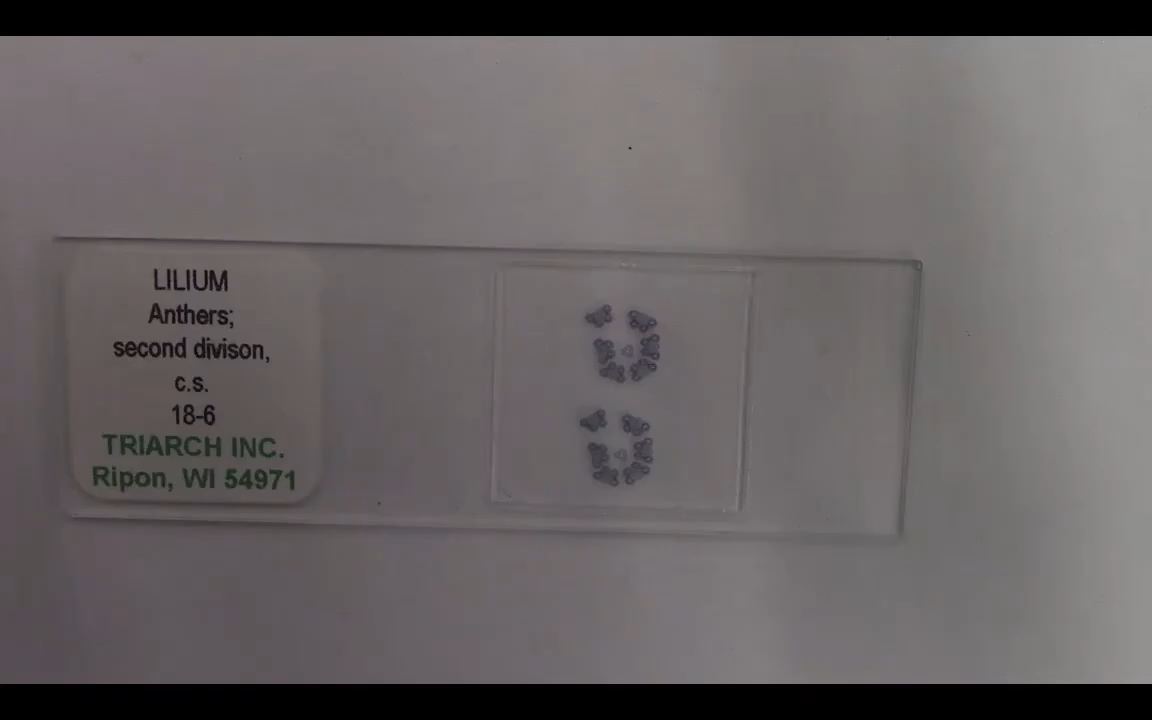 LILIUM
Anthers;
second divison,
c.s.
18-6
TRIARCH INC.
Ripon, WI 54971